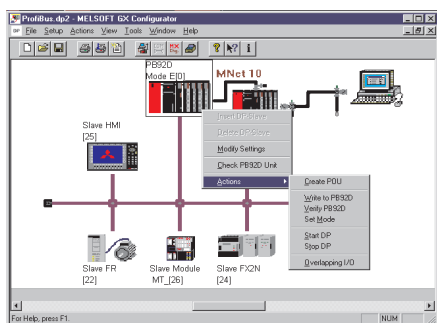 ProfiBus.dp2 - MELSOFT GX Configurator
File Setup Actions View Tools Window Help
PB92D
Mode E[0]
MNct 10
Insert DP Slave
Delete DP Slave
Modify Settings
Check PB92D Unit
Actions
Create POU
Write to PB92D
Verify PB92D
Set Mode
Start DP
Stop DP
Overlapping I/O
Slave HMI
[25]
Slave FR
[22]
Slave Module
MT_[26]
Slave FX2N
[24]
For Help, press F1.
NUM